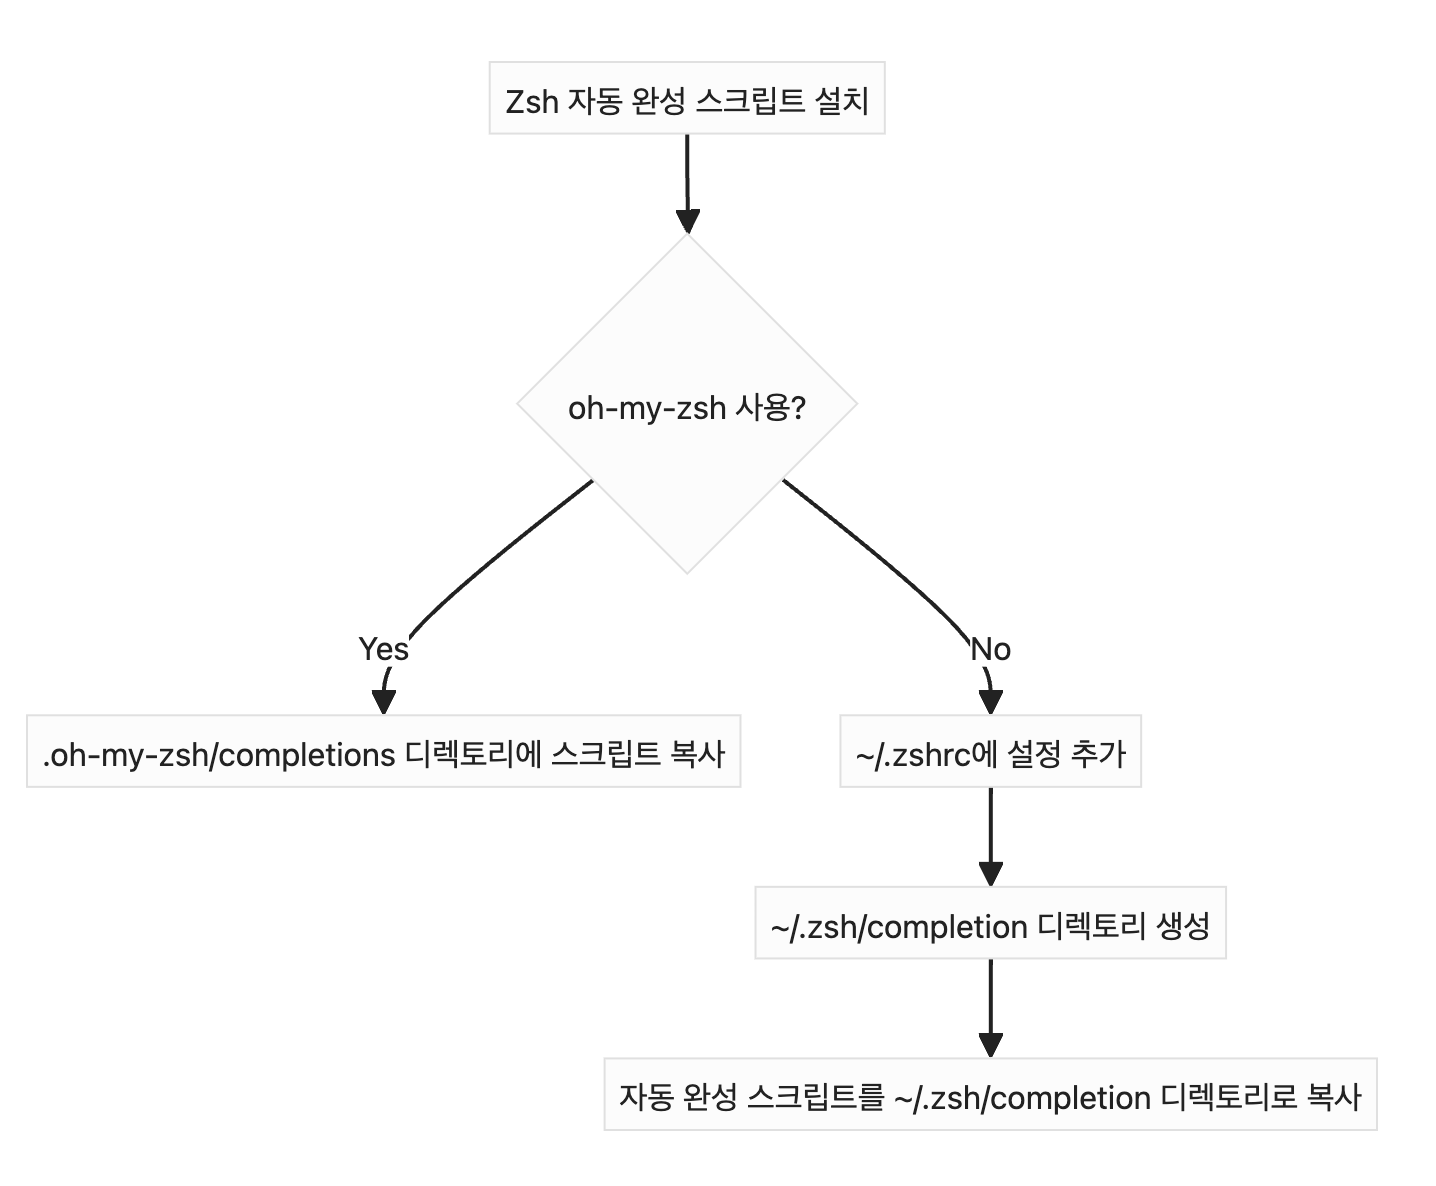 Zsh 자동 완성 스크립트 설치
oh-my-zsh 사용?
Yes
No
.oh-my-zsh/completions 디렉토리에 스크립트 복사
~/.zshrc에 설정 추가
~/.zsh/completion 디렉토리 생성
자동 완성 스크립트를 ~/.zsh/completion 디렉토리로 복사